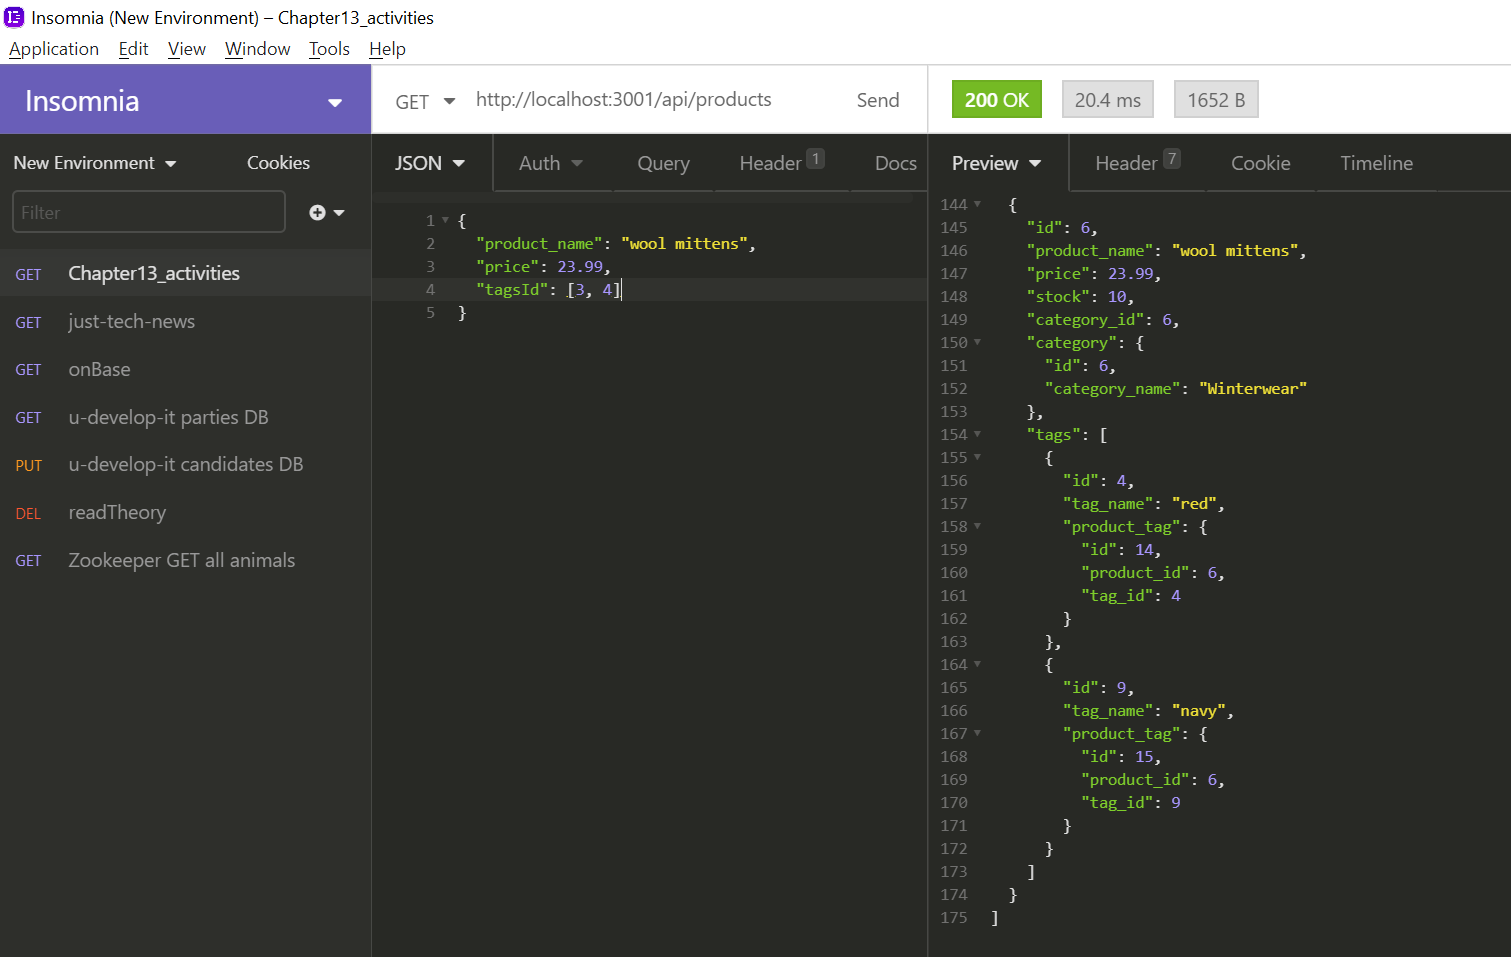 Insomnia (New Environment) – Chapter13_activities
Application Edit View Window Tools Help
Insomnia
GET http://localhost:3001/api/products Send
200 OK 20.4 ms 1652 B
New Environment Cookies
JSON Auth Query Header 1 Docs
Preview Header 7 Cookie Timeline
Filter
GET Chapter13_activities
GET just-tech-news
GET onBase
GET u-develop-it parties DB
PUT u-develop-it candidates DB
DEL readTheory
GET Zookeeper GET all animals
1 {
2 "product_name": "wool mittens",
3 "price": 23.99,
4 "tagsId": [3, 4]
5 }
144 {
145 "id": 6,
146 "product_name": "wool mittens",
147 "price": 23.99,
148 "stock": 10,
149 "category_id": 6,
150 "category": {
151 "id": 6,
152 "category_name": "Winterwear"
153 },
154 "tags": [
155 {
156 "id": 4,
157 "tag_name": "red",
158 "product_tag": {
159 "id": 14,
160 "product_id": 6,
161 "tag_id": 4
162 }
163 },
164 {
165 "id": 9,
166 "tag_name": "navy",
167 "product_tag": {
168 "id": 15,
169 "product_id": 6,
170 "tag_id": 9
171 }
172 }
173 ]
174 }
175 ]